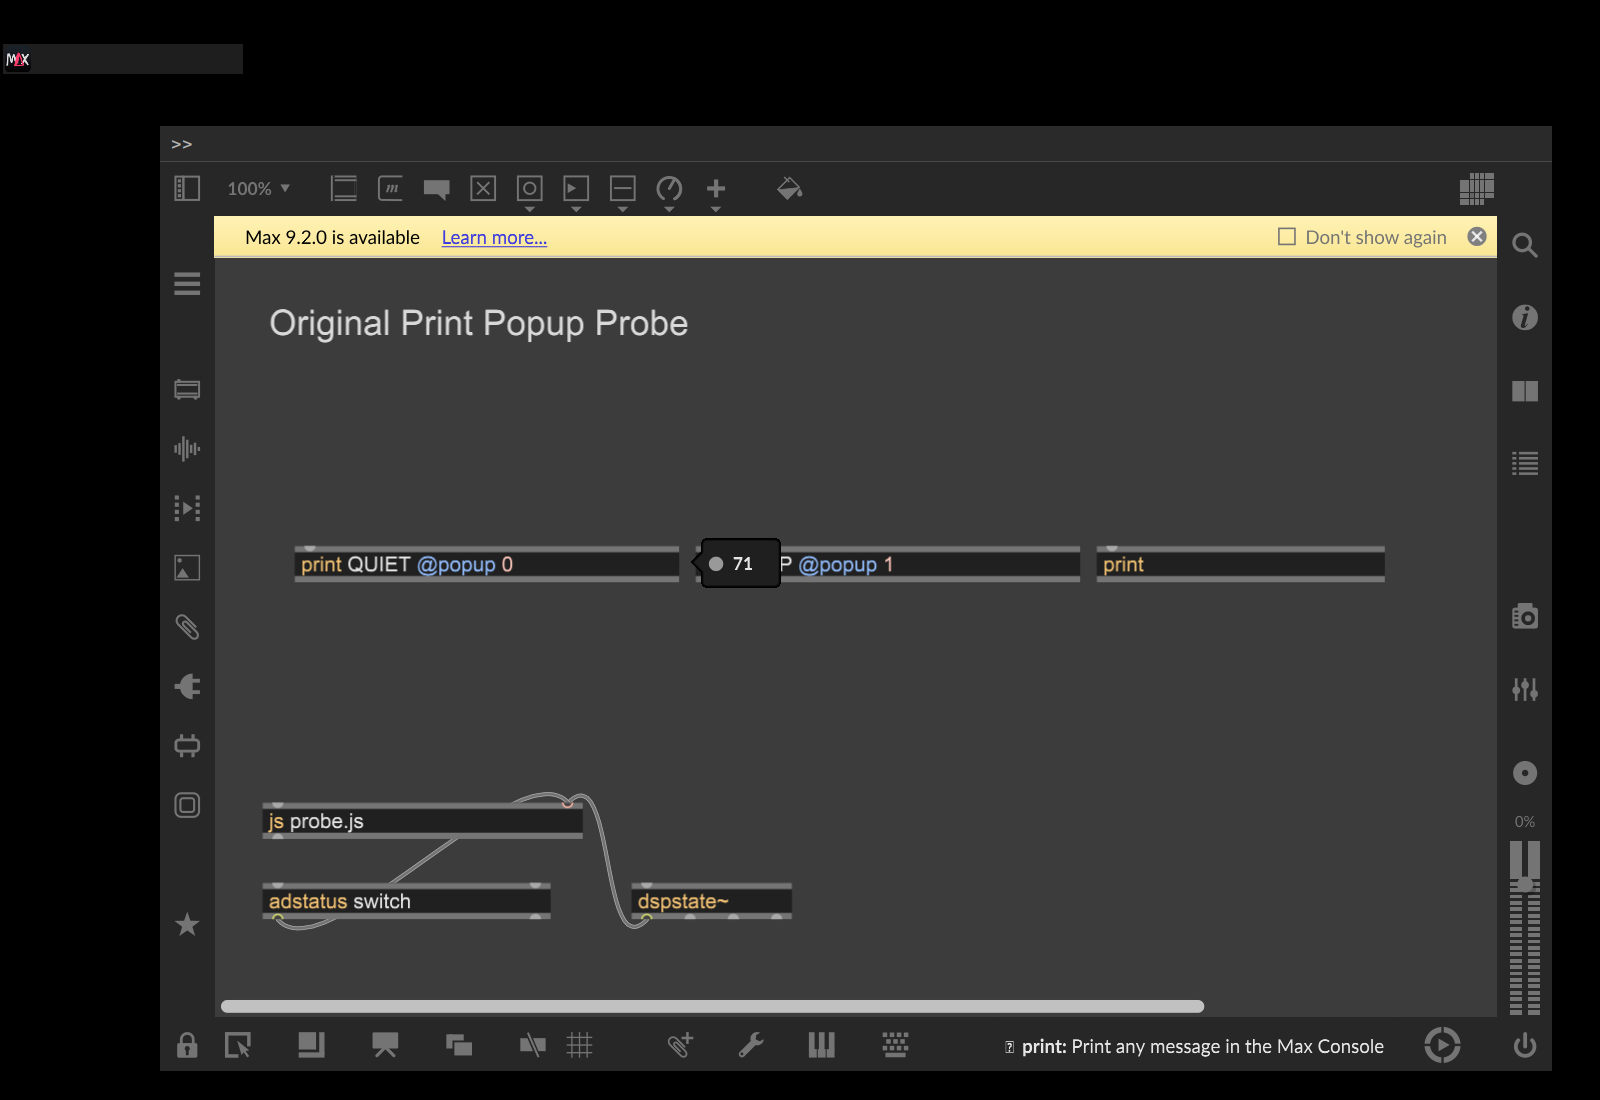 MAX
>>
100%
m
Max 9.2.0 is available Learn more... Don't show again
Original Print Popup Probe
print QUIET @popup 0
71 P @popup 1
print
js probe.js
adstatus switch
dspstate~
0%
print: Print any message in the Max Console